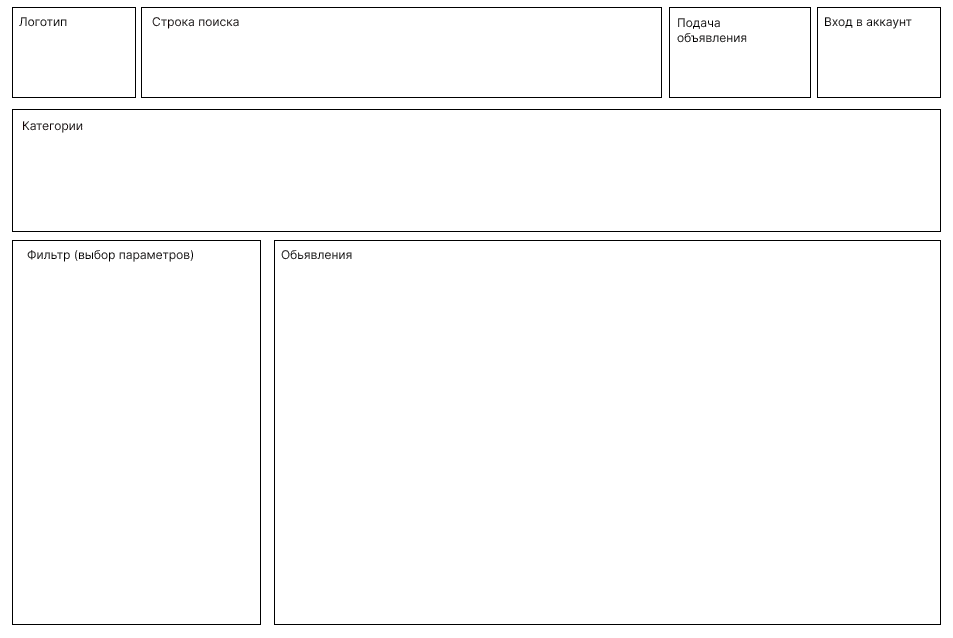 Логотип
Строка поиска
Подача
объявления
Вход в аккаунт
Категории
Фильтр (выбор параметров)
Обьявления